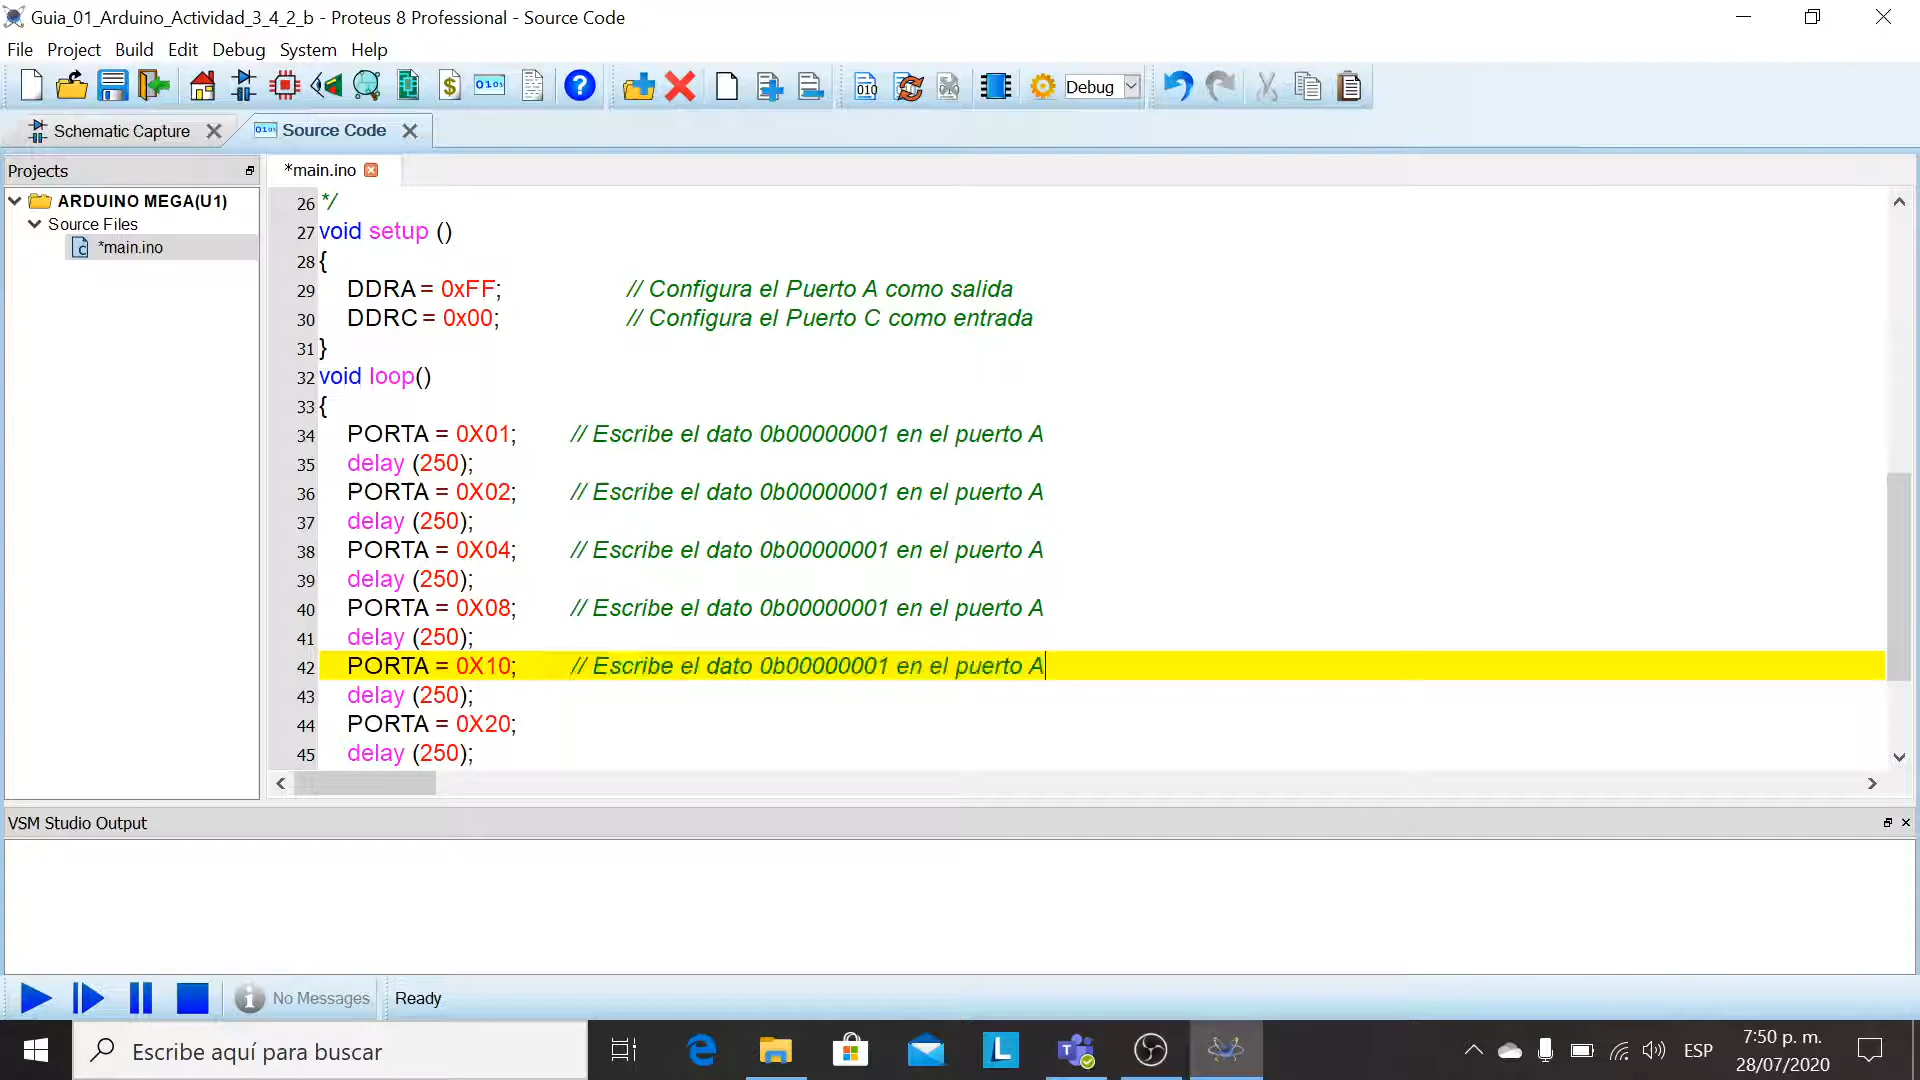 Guia_01_Arduino_Actividad_3_4_2_b - Proteus 8 Professional - Source Code
File Project Build Edit Debug System Help
Debug
Schematic Capture
Source Code
Projects
*main.ino
ARDUINO MEGA(U1)
Source Files
*main.ino
26 */
27 void setup ()
28 {
29 DDRA = 0xFF; // Configura el Puerto A como salida
30 DDRC = 0x00; // Configura el Puerto C como entrada
31 }
32 void loop()
33 {
34 PORTA = 0X01; // Escribe el dato 0b00000001 en el puerto A
35 delay (250);
36 PORTA = 0X02; // Escribe el dato 0b00000001 en el puerto A
37 delay (250);
38 PORTA = 0X04; // Escribe el dato 0b00000001 en el puerto A
39 delay (250);
40 PORTA = 0X08; // Escribe el dato 0b00000001 en el puerto A
41 delay (250);
42 PORTA = 0X10; // Escribe el dato 0b00000001 en el puerto A
43 delay (250);
44 PORTA = 0X20;
45 delay (250);
VSM Studio Output
No Messages
Ready
Escribe aquí para buscar
ESP
7:50 p. m.
28/07/2020